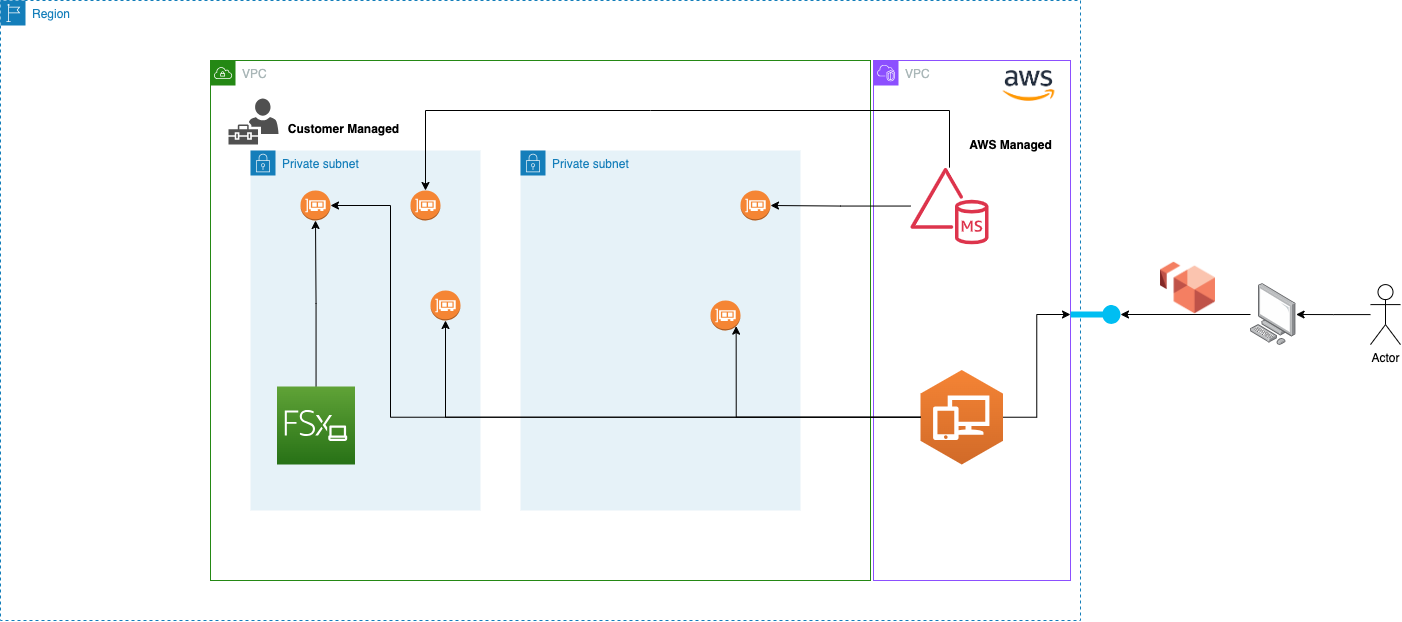 Region
VPC
VPC
aws
Customer Managed
AWS Managed
Private subnet
Private subnet
MS
FSx
Actor